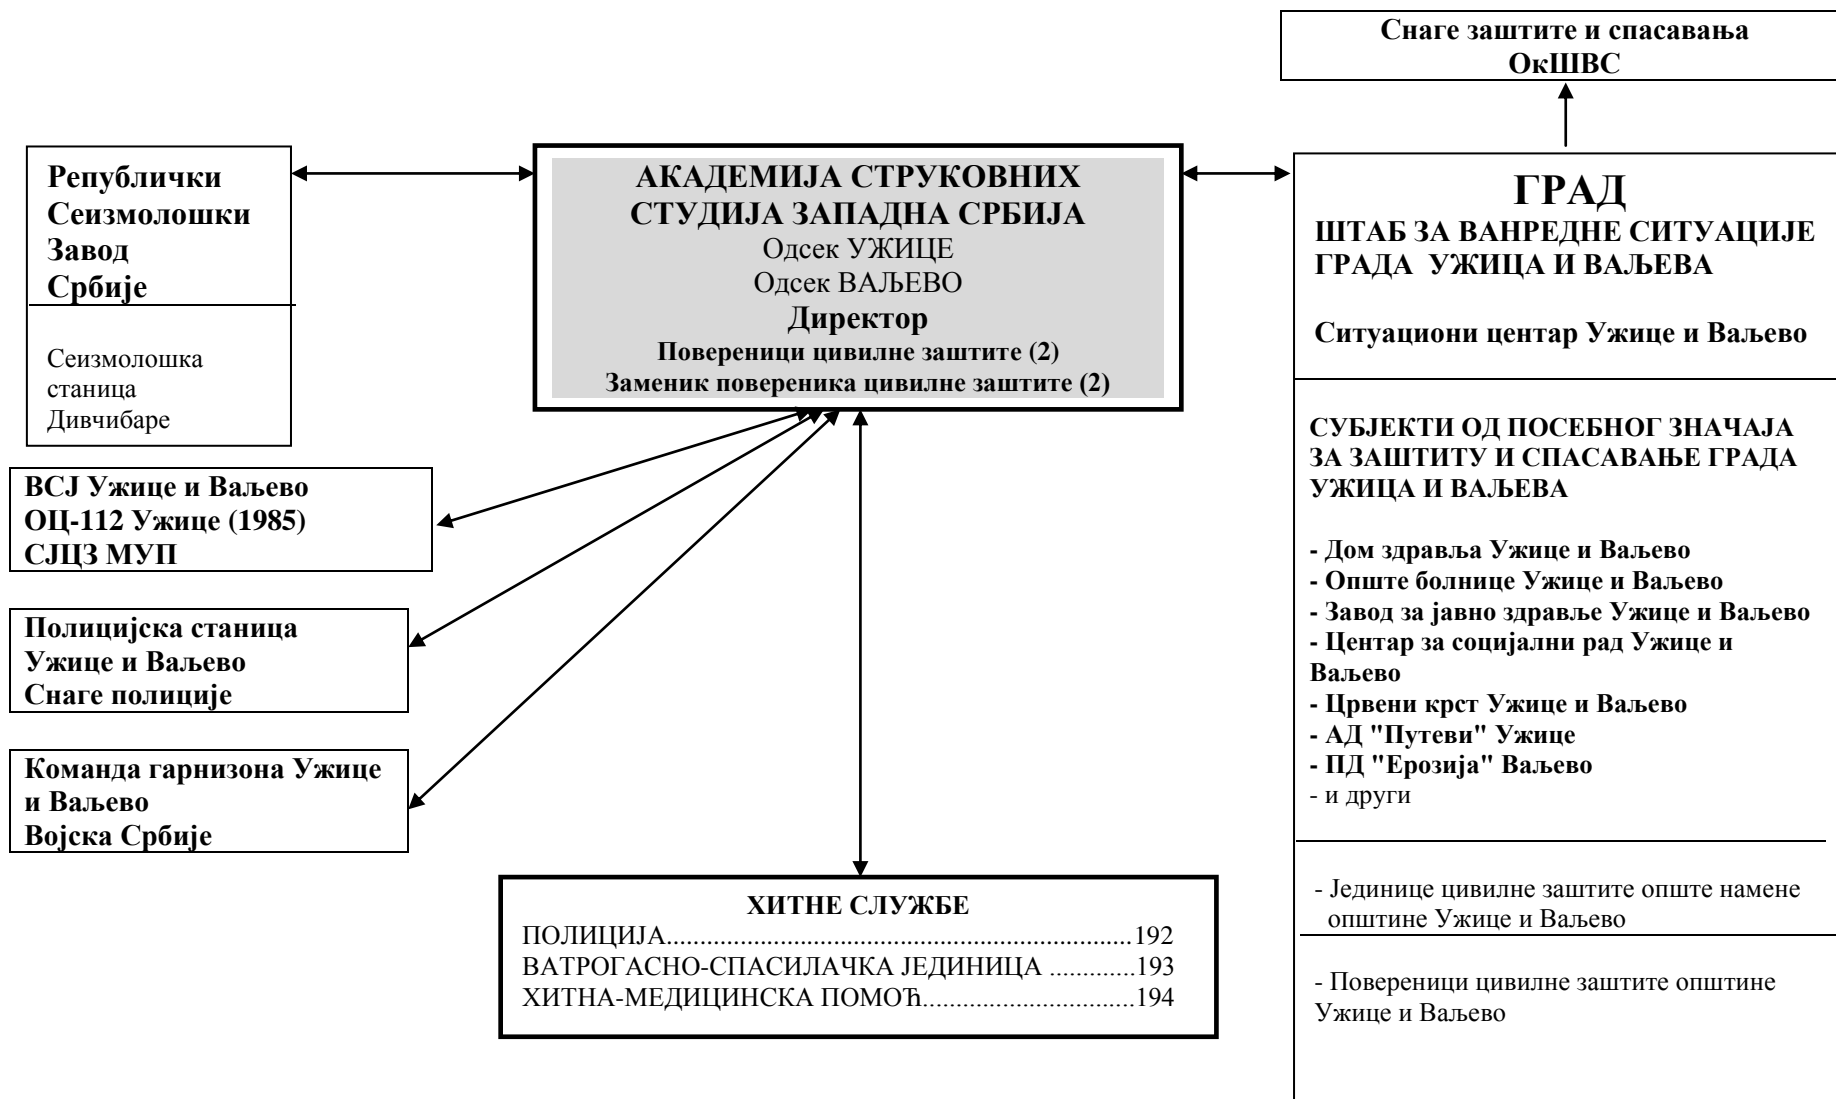 Снаге заштите и спасавања
ОкШВС
Републички
Сеизмолошки
Завод
Србије
Сеизмолошка
станица
Дивчибаре
АКАДЕМИЈА СТРУКОВНИХ
СТУДИЈА ЗАПАДНА СРБИЈА
Одсек УЖИЦЕ
Одсек ВАЉЕВО
Директор
Повереници цивилне заштите (2)
Заменик повереника цивилне заштите (2)
ГРАД
ШТАБ ЗА ВАНРЕДНЕ СИТУАЦИЈЕ
ГРАДА  УЖИЦА И ВАЉЕВА
Ситуациони центар Ужице и Ваљево
СУБЈЕКТИ ОД ПОСЕБНОГ ЗНАЧАЈА
ЗА ЗАШТИТУ И СПАСАВАЊЕ ГРАДА
УЖИЦА И ВАЉЕВА
- Дом здравља Ужице и Ваљево
- Опште болнице Ужице и Ваљево
- Завод за јавно здравље Ужице и Ваљево
- Центар за социјални рад Ужице и
Ваљево
- Црвени крст Ужице и Ваљево
- АД "Путеви" Ужице
- ПД "Ерозија" Ваљево
- и други
- Јединице цивилне заштите опште намене
општине Ужице и Ваљево
- Повереници цивилне заштите општине
Ужице и Ваљево
ВСЈ Ужице и Ваљево
ОЦ-112 Ужице (1985)
СЈЦЗ МУП
Полицијска станица
Ужице и Ваљево
Снаге полиције
Команда гарнизона Ужице
и Ваљево
Војска Србије
ХИТНЕ СЛУЖБЕ
ПОЛИЦИЈА......................................................................192
ВАТРОГАСНО-СПАСИЛАЧКА ЈЕДИНИЦА .............193
ХИТНА-МЕДИЦИНСКА ПОМОЋ................................194